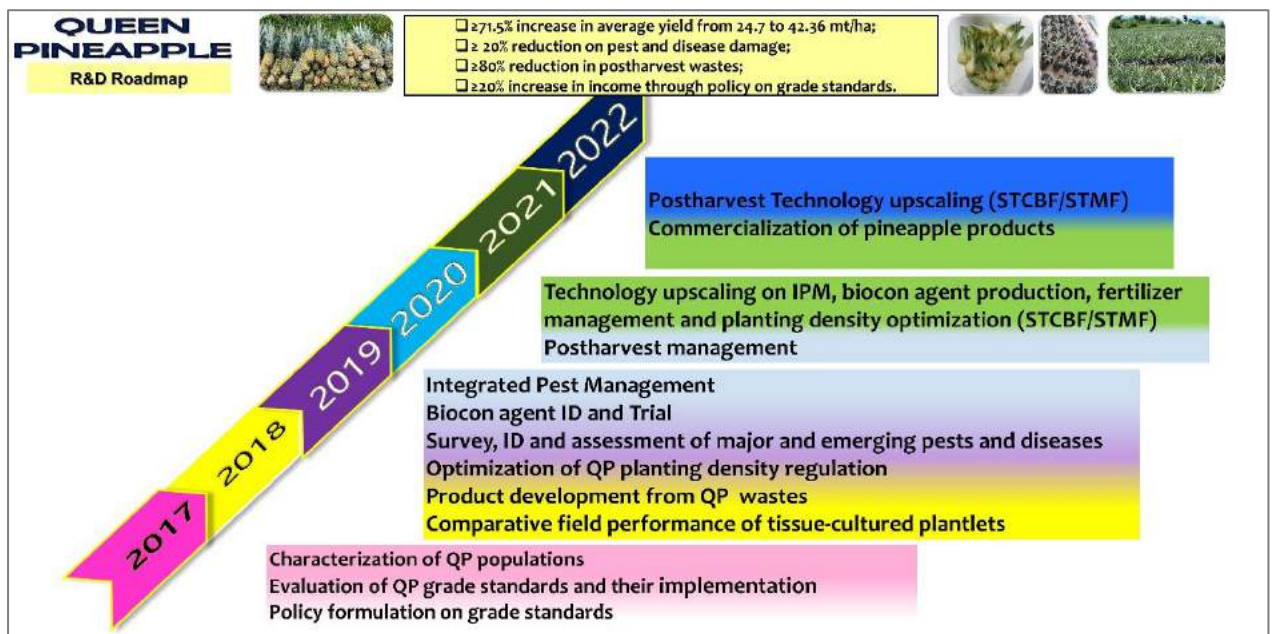 QUEEN
PINEAPPLE
R&D Roadmap
≥71.5% increase in average yield from 24.7 to 42.36 mt/ha;
≥ 20% reduction on pest and disease damage;
≥80% reduction in postharvest wastes;
≥20% increase in income through policy on grade standards.
2022
2021
2020
2019
2018
2017
Postharvest Technology upscaling (STCBF/STMF)
Commercialization of pineapple products
Technology upscaling on IPM, biocon agent production, fertilizer
management and planting density optimization (STCBF/STMF)
Postharvest management
Integrated Pest Management
Biocon agent ID and Trial
Survey, ID and assessment of major and emerging pests and diseases
Optimization of QP planting density regulation
Product development from QP wastes
Comparative field performance of tissue-cultured plantlets
Characterization of QP populations
Evaluation of QP grade standards and their implementation
Policy formulation on grade standards